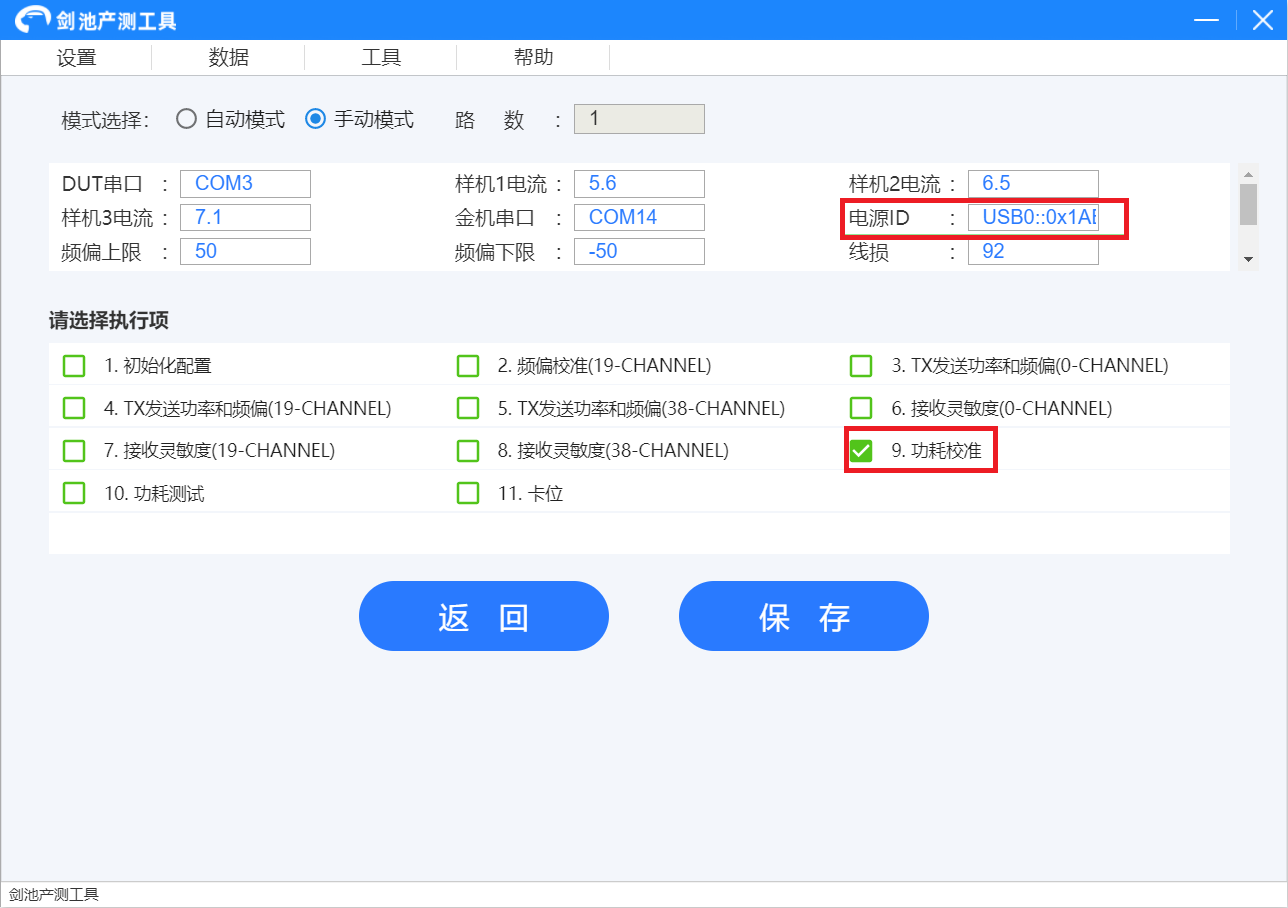 剑池产测工具
设置 数据 工具 帮助
模式选择： 自动模式 手动模式 路 数 : 1
DUT串口 : COM3 样机1电流 : 5.6 样机2电流 : 6.5
样机3电流 : 7.1 金机串口 : COM14 电源ID : USB0::0x1AB
频偏上限 : 50 频偏下限 : -50 线损 : 92
请选择执行项
1. 初始化配置 2. 频偏校准(19-CHANNEL) 3. TX发送功率和频偏(0-CHANNEL)
4. TX发送功率和频偏(19-CHANNEL) 5. TX发送功率和频偏(38-CHANNEL) 6. 接收灵敏度(0-CHANNEL)
7. 接收灵敏度(19-CHANNEL) 8. 接收灵敏度(38-CHANNEL) 9. 功耗校准
10. 功耗测试 11. 卡位
返 回 保 存
剑池产测工具